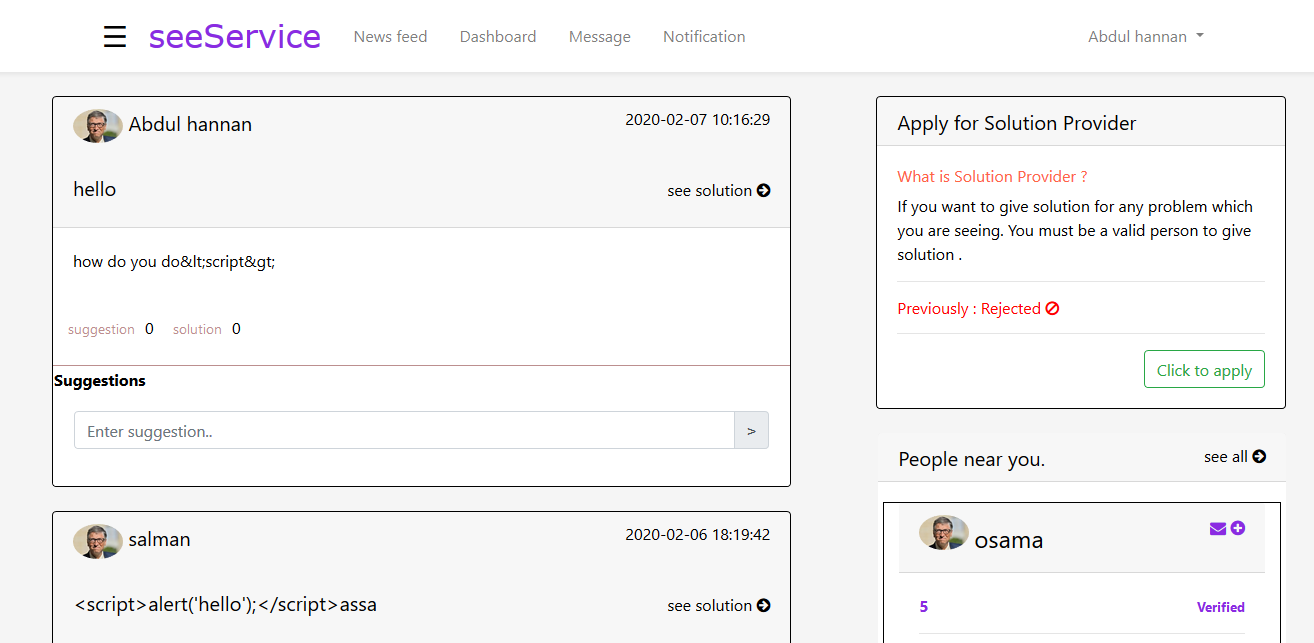 ☰ seeService News feed Dashboard Message Notification Abdul hannan
Abdul hannan 2020-02-07 10:16:29
hello see solution
how do you do&lt;script&gt;
suggestion 0 solution 0
Suggestions
Enter suggestion.. >
salman 2020-02-06 18:19:42
<script>alert('hello');</script>assa see solution
Apply for Solution Provider
What is Solution Provider ?
If you want to give solution for any problem which
you are seeing. You must be a valid person to give
solution .
Previously : Rejected
Click to apply
People near you. see all
osama
5 Verified